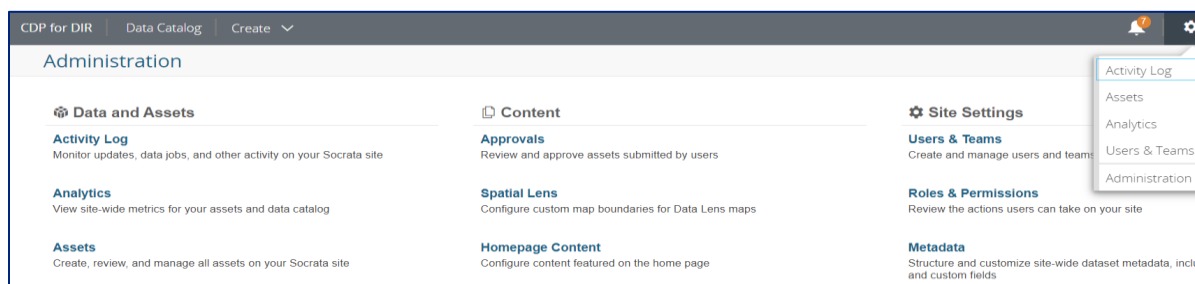 CDP for DIR Data Catalog Create 7
Administration
Activity Log
Assets
Analytics
Users & Teams
Administration
Data and Assets
Activity Log
Monitor updates, data jobs, and other activity on your Socrata site
Analytics
View site-wide metrics for your assets and data catalog
Assets
Create, review, and manage all assets on your Socrata site
Content
Approvals
Review and approve assets submitted by users
Spatial Lens
Configure custom map boundaries for Data Lens maps
Homepage Content
Configure content featured on the home page
Site Settings
Users & Teams
Create and manage users and teams
Roles & Permissions
Review the actions users can take on your site
Metadata
Structure and customize site-wide dataset metadata,
and custom fields